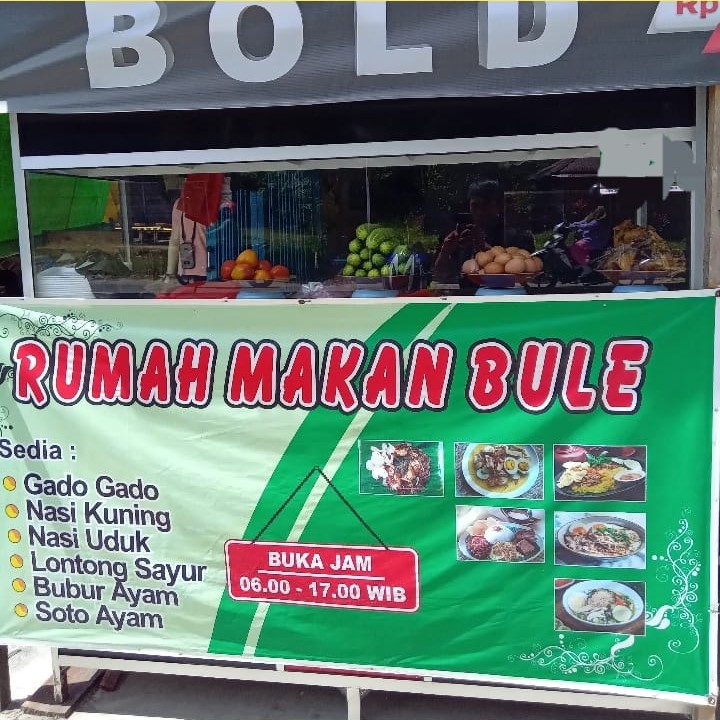 BOLD
Rp
RUMAH MAKAN BULE
Sedia :
Gado Gado
Nasi Kuning
Nasi Uduk
Lontong Sayur
Bubur Ayam
Soto Ayam
BUKA JAM
06.00 - 17.00 WIB